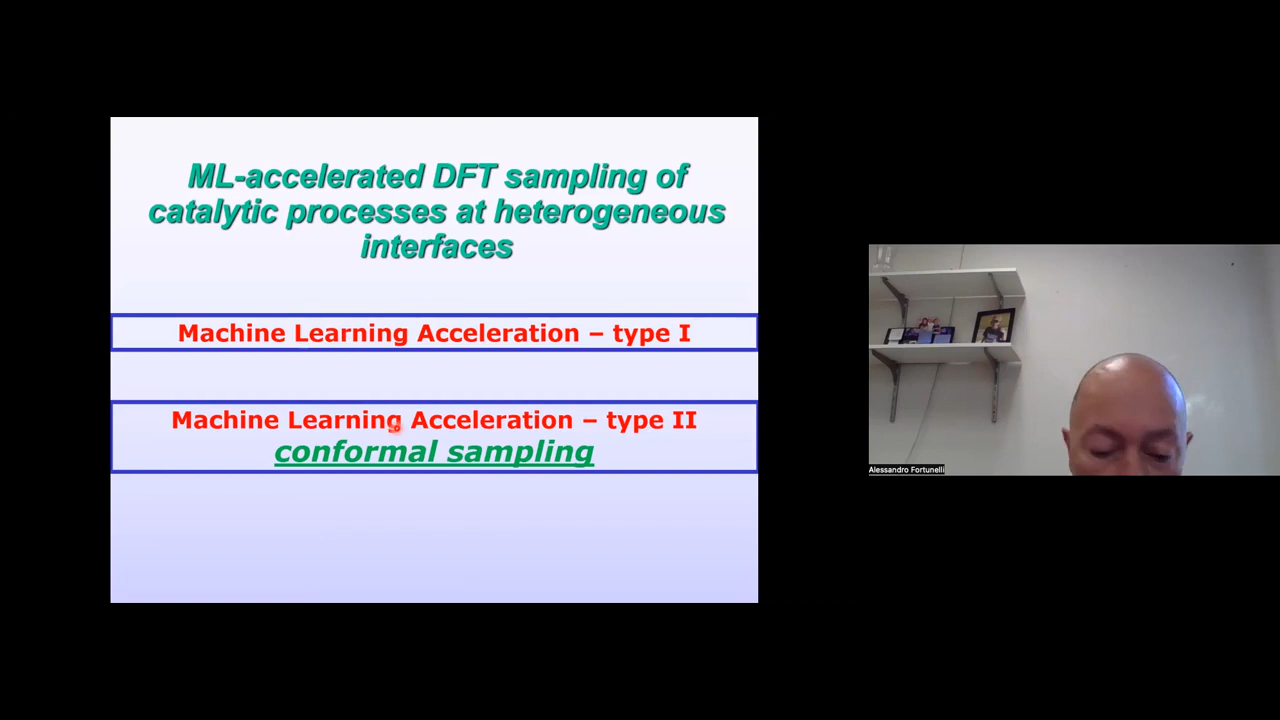 ML-accelerated DFT sampling of
catalytic processes at heterogeneous
interfaces
Machine Learning Acceleration – type I
Machine Learning Acceleration – type II
conformal sampling
Alessandro Fortunelli